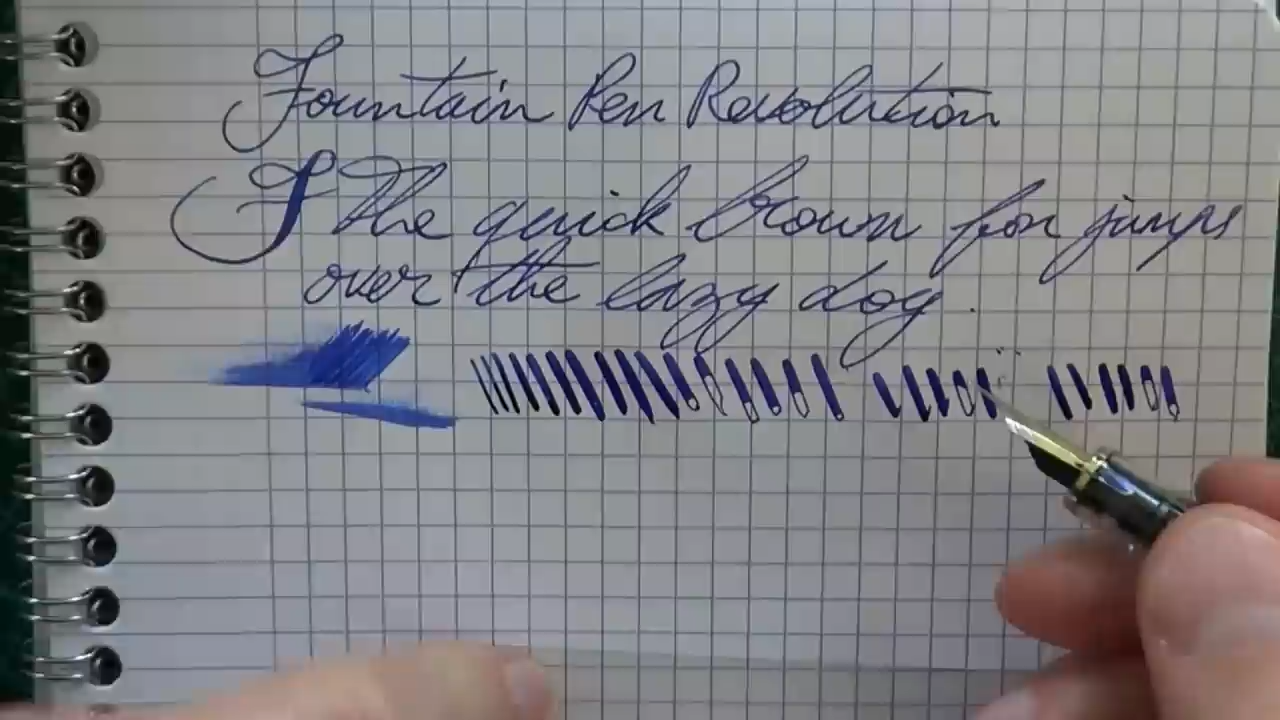 Fountain Pen Revolution
F The quick brown fox jumps
over the lazy dog.